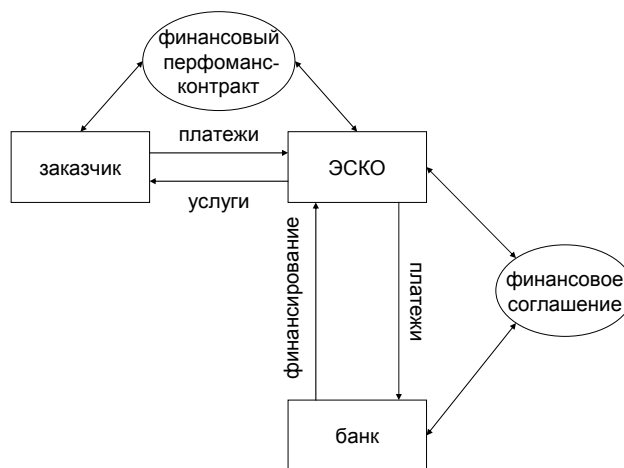 финансовый
перфоманс-
контракт
платежи
заказчик
ЭСКО
услуги
финансирование
платежи
финансовое
соглашение
банк